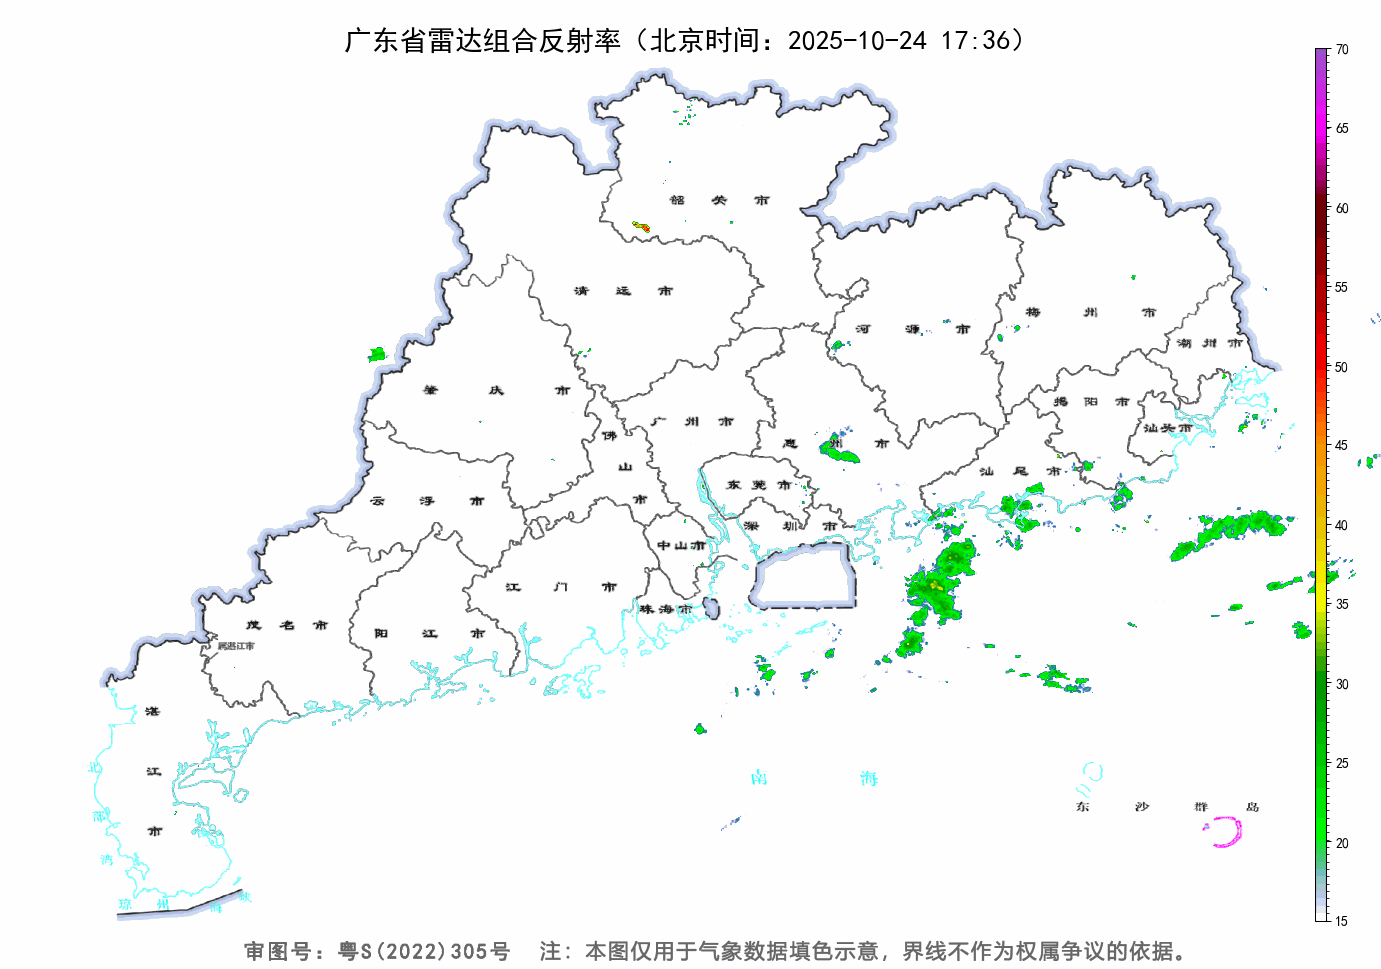 广东省雷达组合反射率（北京时间：2025-10-24 17:36）
70
65
60
55
50
45
40
35
30
25
20
15
韶关市
清远市
河源市
梅州市
潮州市
肇庆市
广州市
佛山市
惠州市
揭阳市
汕头市
汕尾市
云浮市
东莞市
深圳市
中山市
江门市
珠海市
茂名市
阳江市
属湛江市
湛江市
北部湾
琼州海峡
南海
东沙群岛
审图号：粤S(2022)305号 注：本图仅用于气象数据填色示意，界线不作为权属争议的依据。